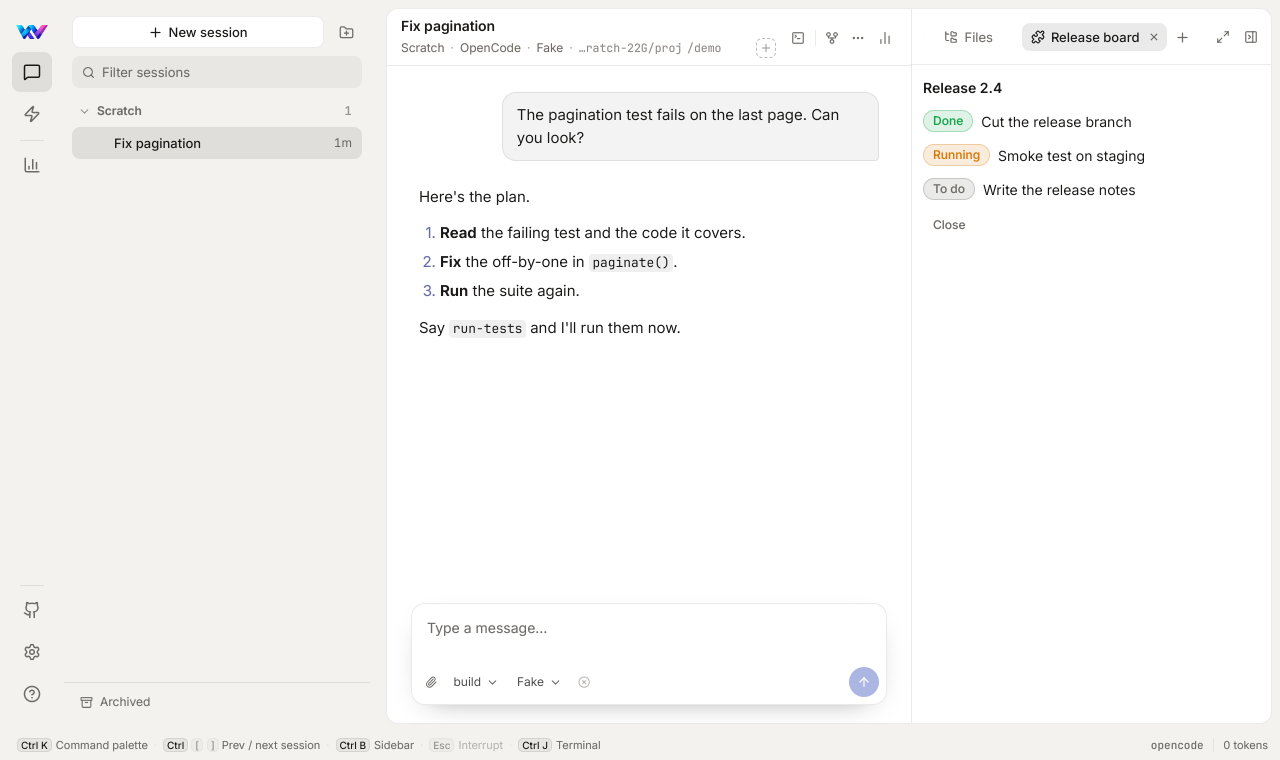 New session
Filter sessions
Scratch 1
Fix pagination 1m
Archived
Fix pagination
Scratch · OpenCode · Fake · …ratch-22G/proj /demo
The pagination test fails on the last page. Can
you look?
Here's the plan.
1. Read the failing test and the code it covers.
2. Fix the off-by-one in paginate().
3. Run the suite again.
Say run-tests and I'll run them now.
Type a message...
build Fake
Files Release board
Release 2.4
Done Cut the release branch
Running Smoke test on staging
To do Write the release notes
Close
Ctrl K Command palette · Ctrl [ ] Prev / next session · Ctrl B Sidebar · Esc Interrupt · Ctrl J Terminal
opencode 0 tokens